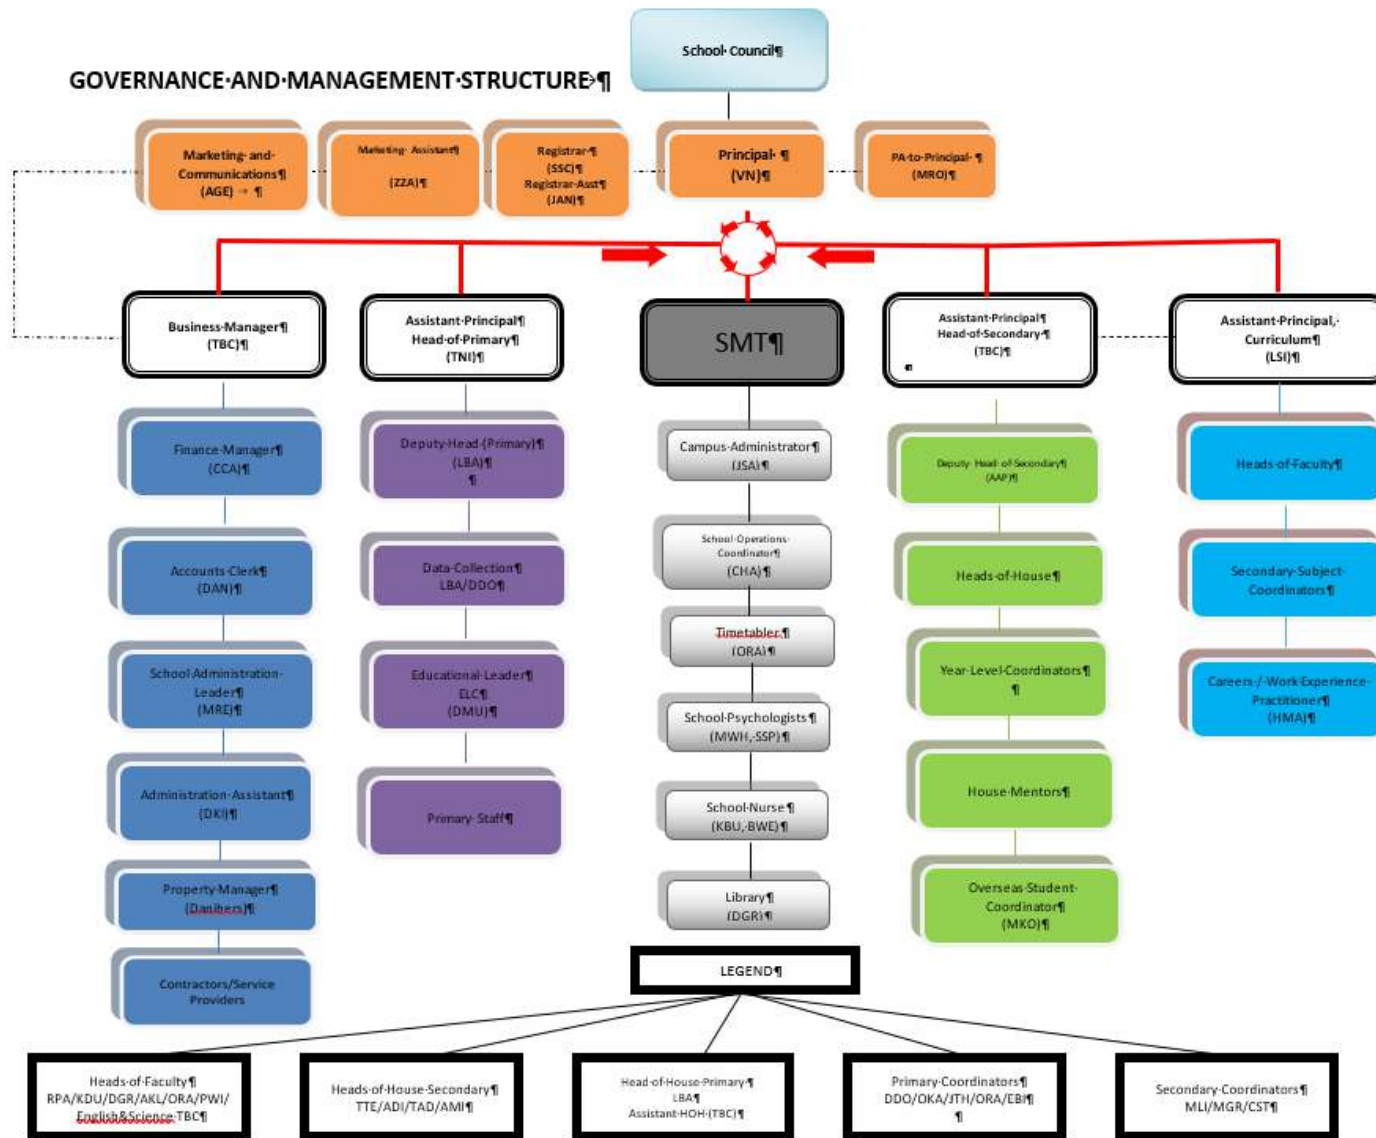 School Council¶
GOVERNANCE·AND·MANAGEMENT·STRUCTURE→¶
Marketing·and·
Communications¶
(AGE) → ¶
Marketing·Assistant¶
(ZZA)¶
Registrar·¶
(SSC)¶
Registrar·Asst¶
(JAN)¶
Principal·¶
(VN)¶
PA·to·Principal·¶
(MRO)¶
Business·Manager¶
(TBC)¶
Assistant·Principal¶
Head·of·Primary¶
(TNI)¶
SMT¶
Assistant·Principal
Head·of·Secondary·¶
(TBC)¶
¶
Assistant·Principal,·
Curriculum¶
(LSI)¶
Finance·Manager¶
(CCA)¶
Accounts·Clerk¶
(DAN)¶
School·Administration·
Leader¶
(MRE)¶
Administration·Assistant¶
(DKI)¶
Property·Manager¶
(Danihers)¶
Contractors/Service
Providers
Deputy·Head·(Primary)¶
(LBA)¶
¶
Data·Collection¶
LBA/DDO¶
Educational·Leader¶
ELC¶
(DMU)¶
Primary·Staff¶
Campus·Administrator¶
(JSA)¶
School·Operations·
Coordinator¶
(CHA)¶
Timetabler·¶
(ORA)¶
School·Psychologists¶
(MWH,·SSP)¶
School·Nurse¶
(KBU,·BWE)¶
Library¶
(DGR)¶
Deputy·Head·of·Secondary¶
(AAP)¶
Heads·of·House¶
Year·Level·Coordinators¶
¶
House·Mentors¶
Overseas·Student·
Coordinator¶
(MKO)¶
Heads·of·Faculty¶
Secondary·Subject·
Coordinators¶
Careers·/·Work·Experience·
Practitioner¶
(HMA)¶
LEGEND¶
Heads·of·Faculty¶
RPA/KDU/DGR/AKL/ORA/PWI/
English&Science·TBC¶
Heads·of·House·Secondary¶
TTE/ADI/TAD/AMI¶
Head·of·House·Primary·¶
LBA¶
Assistant·HOH·(TBC)¶
Primary·Coordinators¶
DDO/OKA/JTH/ORA/EBI¶
¶
Secondary·Coordinators¶
MLI/MGR/CST¶